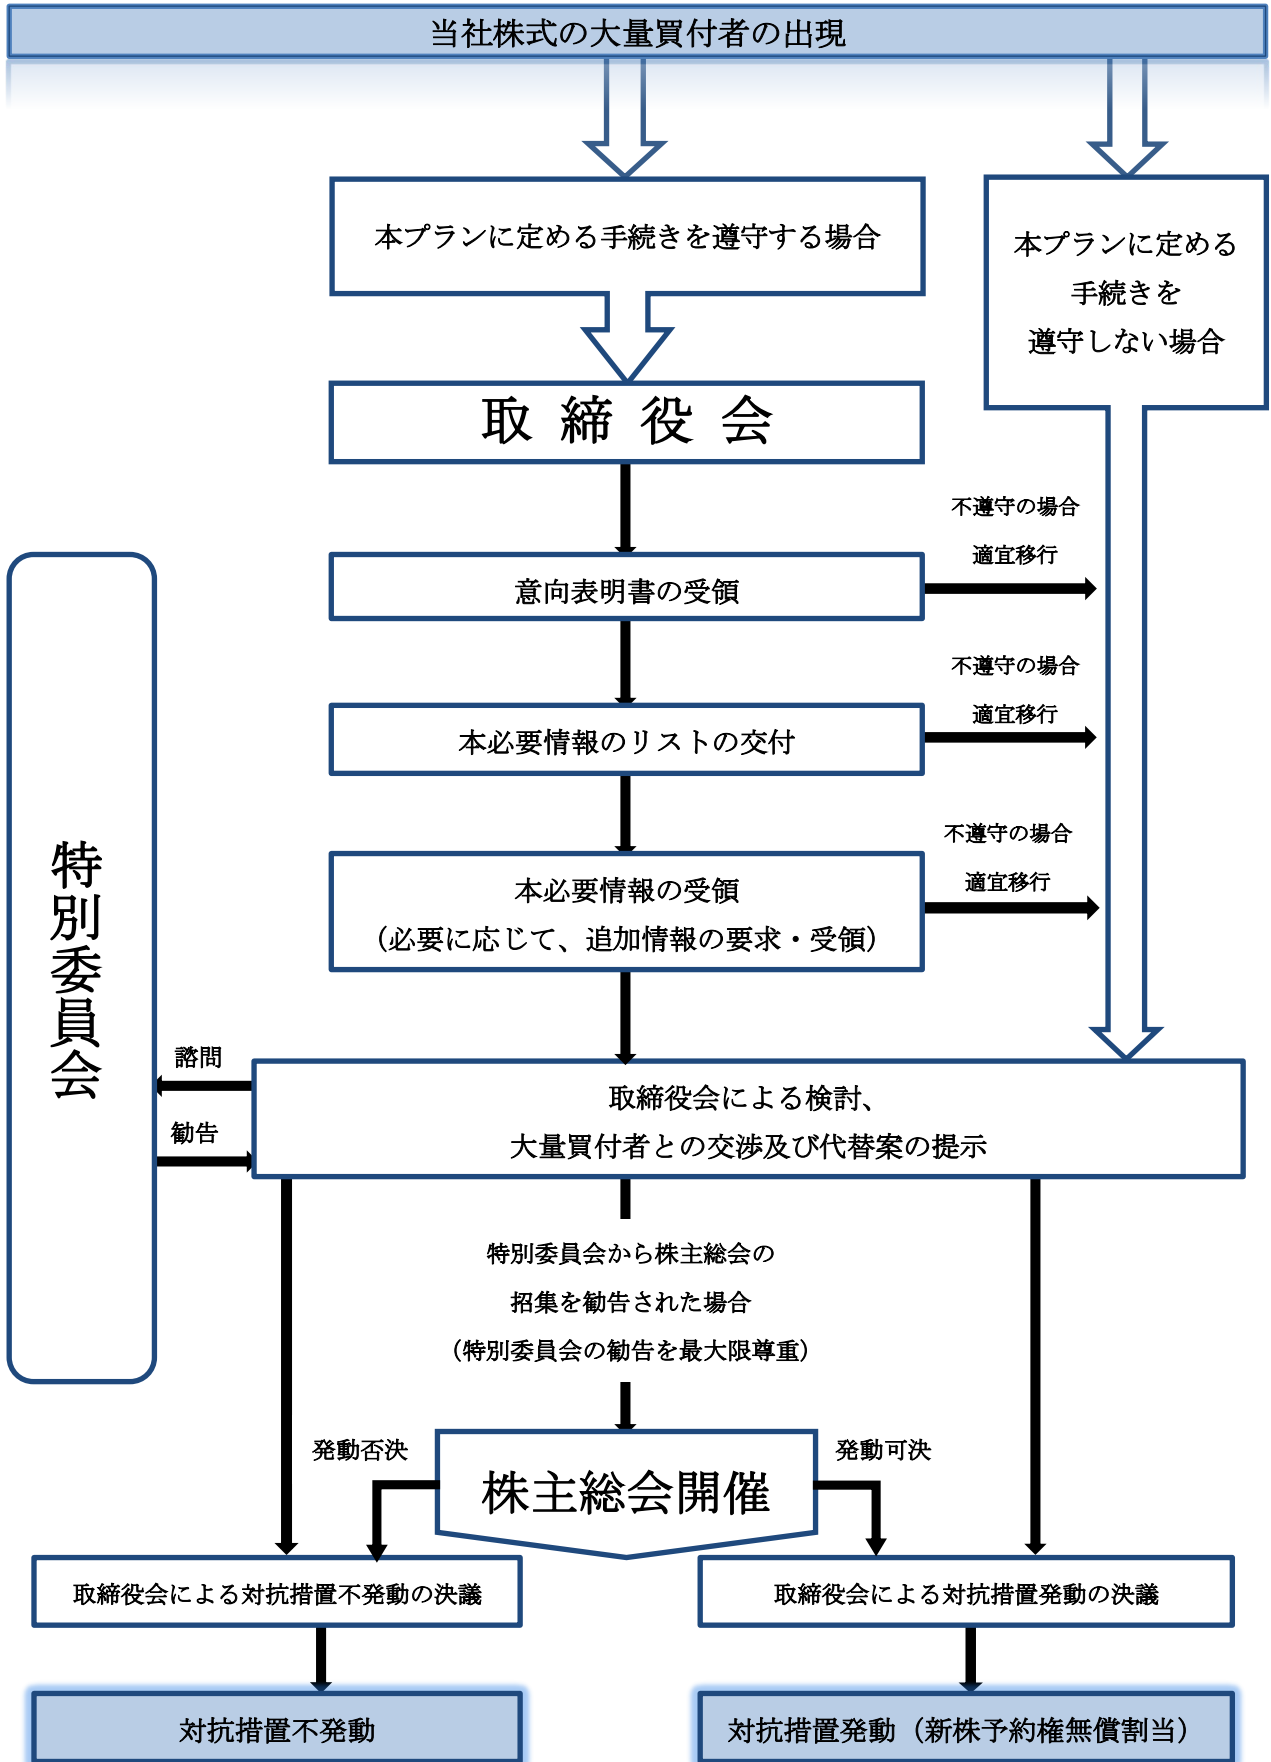 当社株式の大量買付者の出現
本プランに定める手続きを遵守する場合
本プランに定める
手続きを
遵守しない場合
取締役会
不遵守の場合
適宜移行
意向表明書の受領
不遵守の場合
適宜移行
本必要情報のリストの交付
不遵守の場合
適宜移行
本必要情報の受領
（必要に応じて、追加情報の要求・受領）
特別委員会
諮問
勧告
取締役会による検討、
大量買付者との交渉及び代替案の提示
特別委員会から株主総会の
招集を勧告された場合
（特別委員会の勧告を最大限尊重）
発動否決
発動可決
株主総会開催
取締役会による対抗措置不発動の決議
取締役会による対抗措置発動の決議
対抗措置不発動
対抗措置発動（新株予約権無償割当）